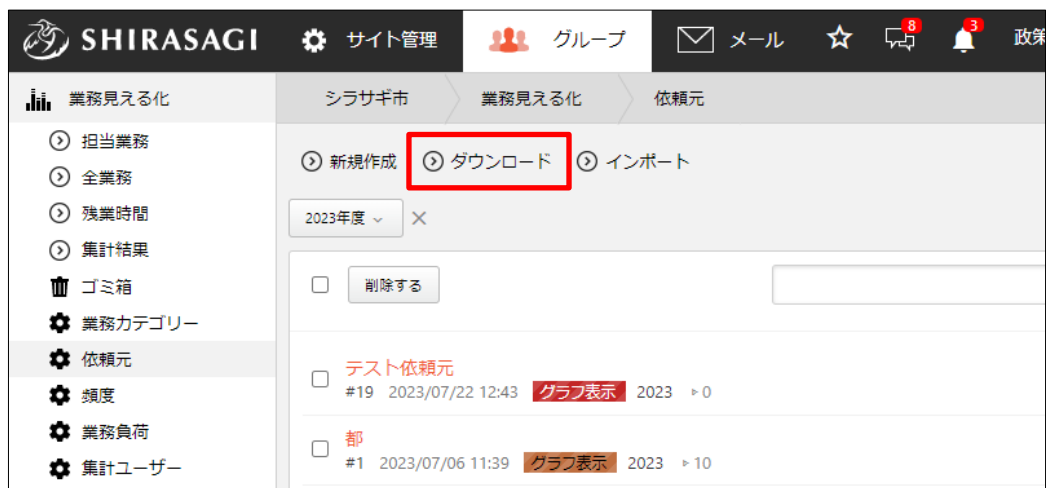 SHIRASAGI サイト管理 グループ メール 8 3 政策
業務見える化
シラサギ市 業務見える化 依頼元
担当業務
全業務
残業時間
集計結果
ゴミ箱
業務カテゴリー
依頼元
頻度
業務負荷
集計ユーザー
新規作成 ダウンロード インポート
2023年度
削除する
テスト依頼元
#19 2023/07/22 12:43 グラフ表示 2023 0
都
#1 2023/07/06 11:39 グラフ表示 2023 10